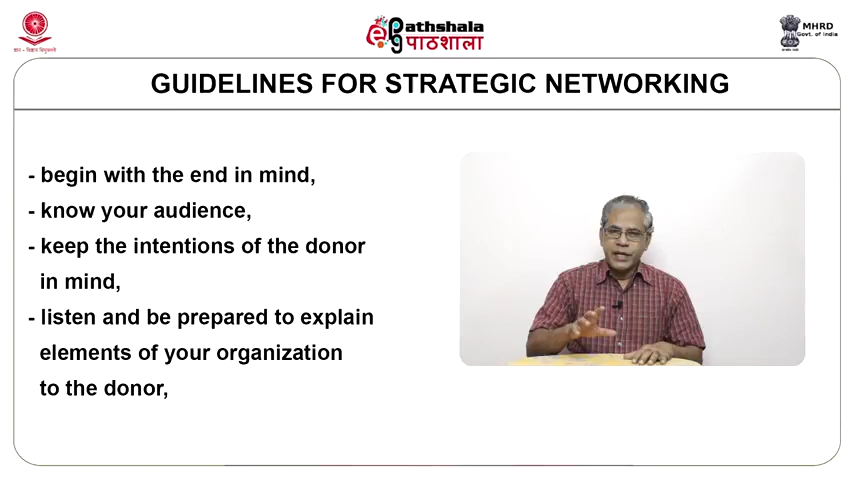 ज्ञान - विज्ञान विमुक्तये
ePathshala
पाठशाला
MHRD
Govt. of India
GUIDELINES FOR STRATEGIC NETWORKING
- begin with the end in mind,
- know your audience,
- keep the intentions of the donor
in mind,
- listen and be prepared to explain
elements of your organization
to the donor,